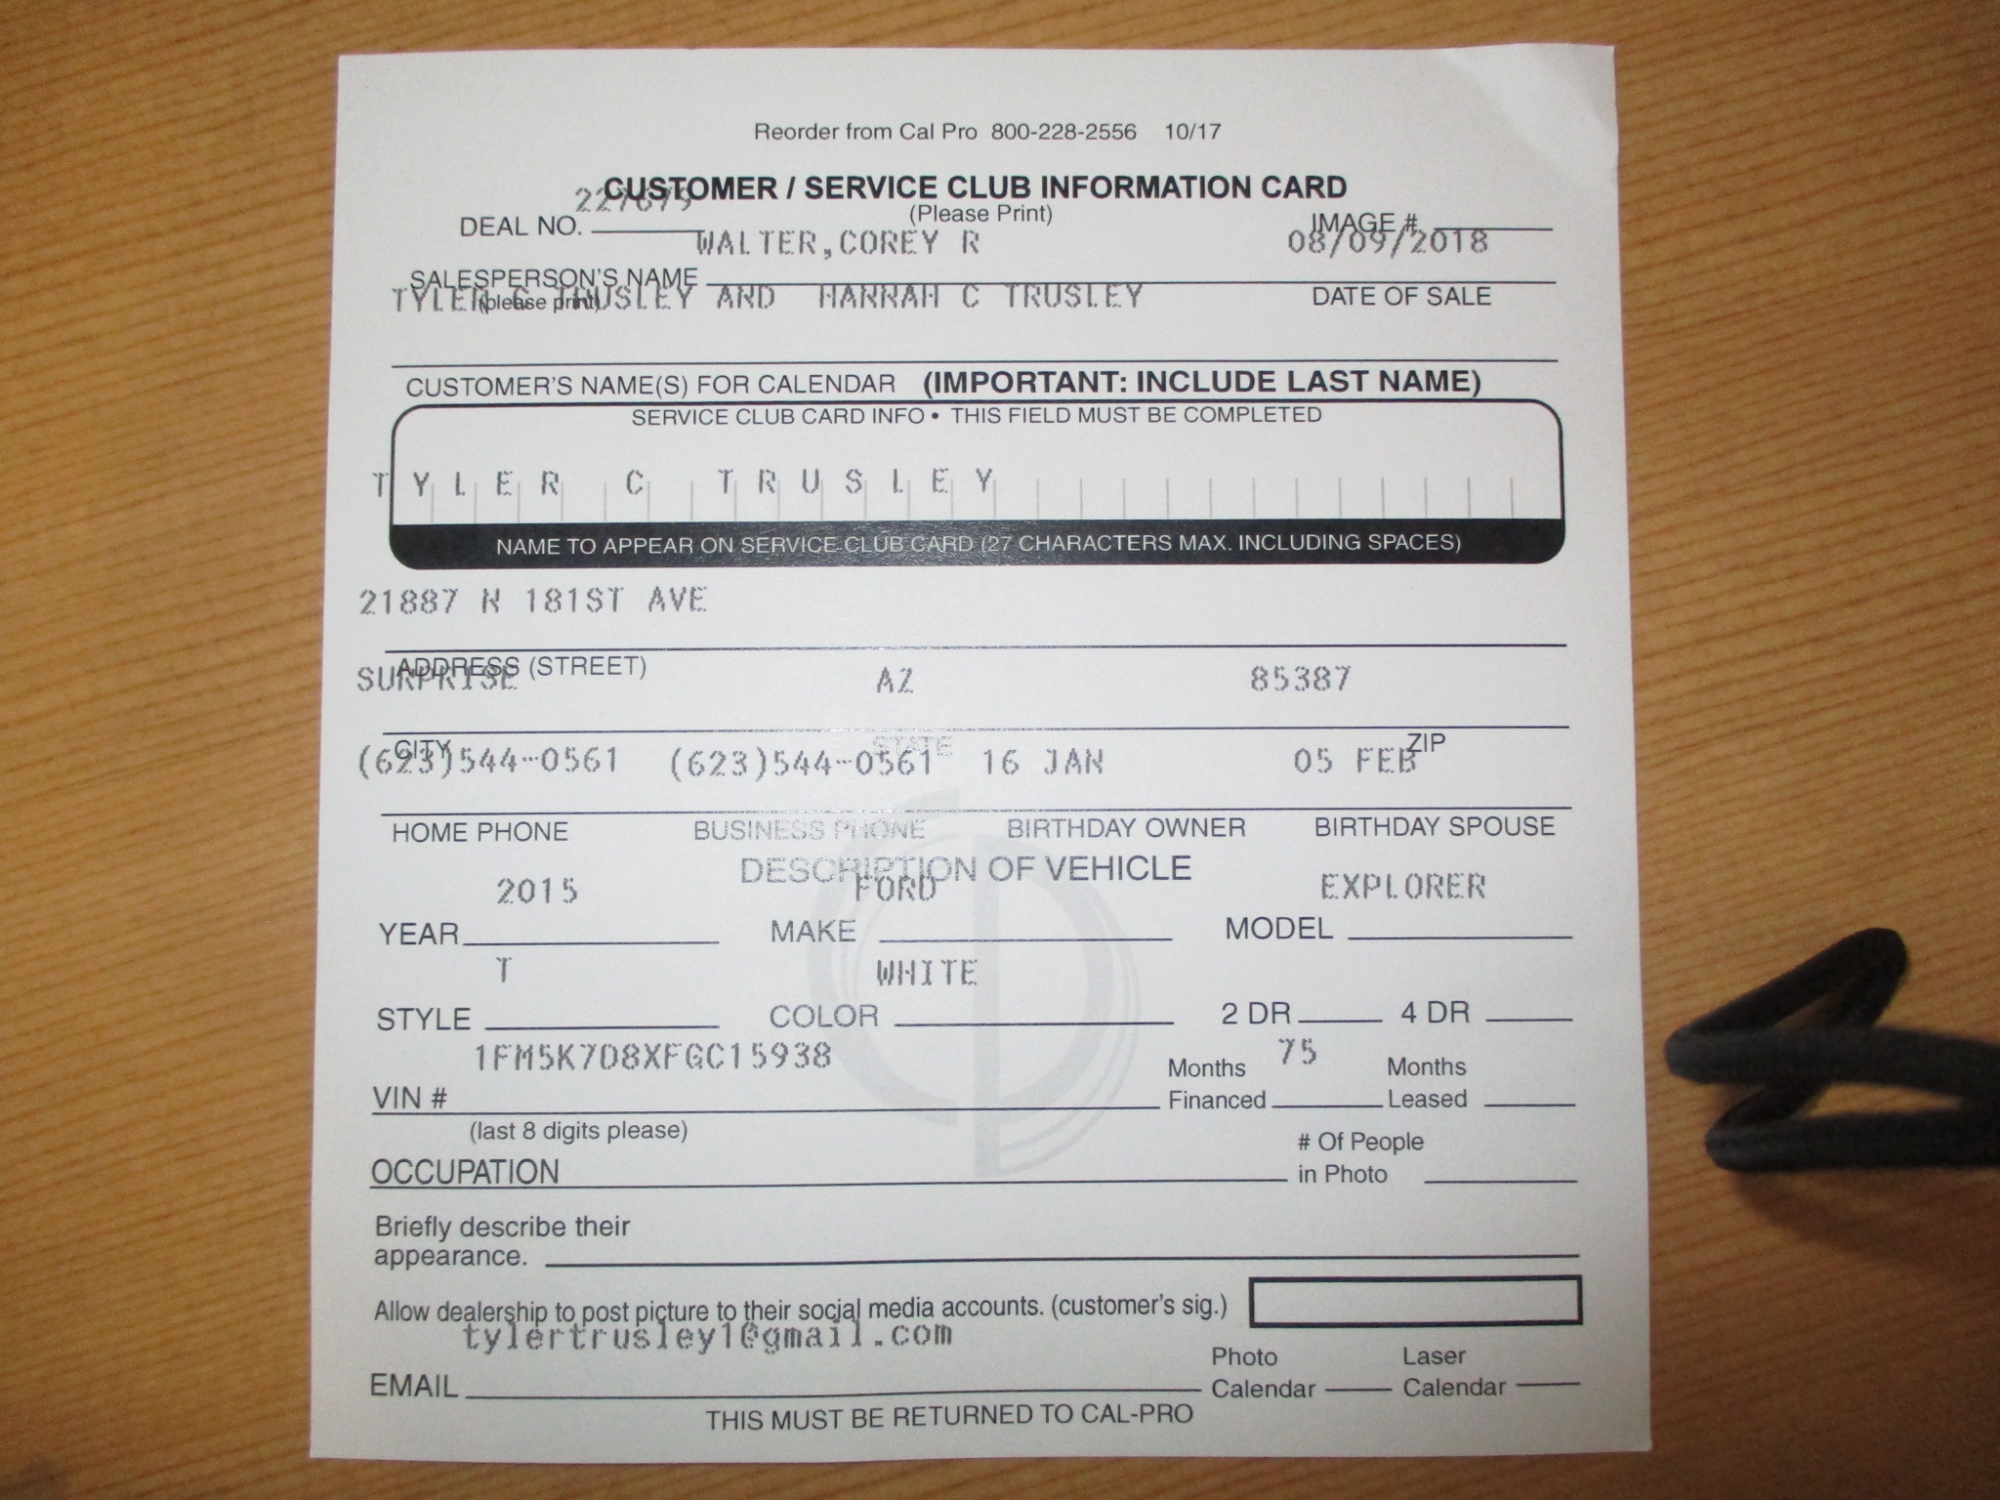 Reorder from Cal Pro 800-228-2556 10/17
CUSTOMER / SERVICE CLUB INFORMATION CARD
227679
(Please Print)
DEAL NO.
IMAGE #
WALTER,COREY R 08/09/2018
SALESPERSON'S NAME
(please print)
DATE OF SALE
TYLER C TRUSLEY AND HANNAH C TRUSLEY
CUSTOMER'S NAME(S) FOR CALENDAR (IMPORTANT: INCLUDE LAST NAME)
SERVICE CLUB CARD INFO • THIS FIELD MUST BE COMPLETED
TYLER C TRUSLEY
NAME TO APPEAR ON SERVICE CLUB CARD (27 CHARACTERS MAX. INCLUDING SPACES)
21887 N 181ST AVE
ADDRESS (STREET)
SURPRISE AZ 85387
CITY STATE ZIP
(623)544-0561 (623)544-0561 16 JAN 05 FEB
HOME PHONE BUSINESS PHONE BIRTHDAY OWNER BIRTHDAY SPOUSE
DESCRIPTION OF VEHICLE
2015 FORD EXPLORER
YEAR MAKE MODEL
T WHITE
STYLE COLOR 2 DR 4 DR
1FM5K7D8XFGC15938 Months 75 Months
VIN # Financed Leased
(last 8 digits please)
# Of People
OCCUPATION in Photo
Briefly describe their
appearance.
Allow dealership to post picture to their social media accounts. (customer's sig.)
tylertrusley1@gmail.com
Photo Laser
EMAIL Calendar Calendar
THIS MUST BE RETURNED TO CAL-PRO